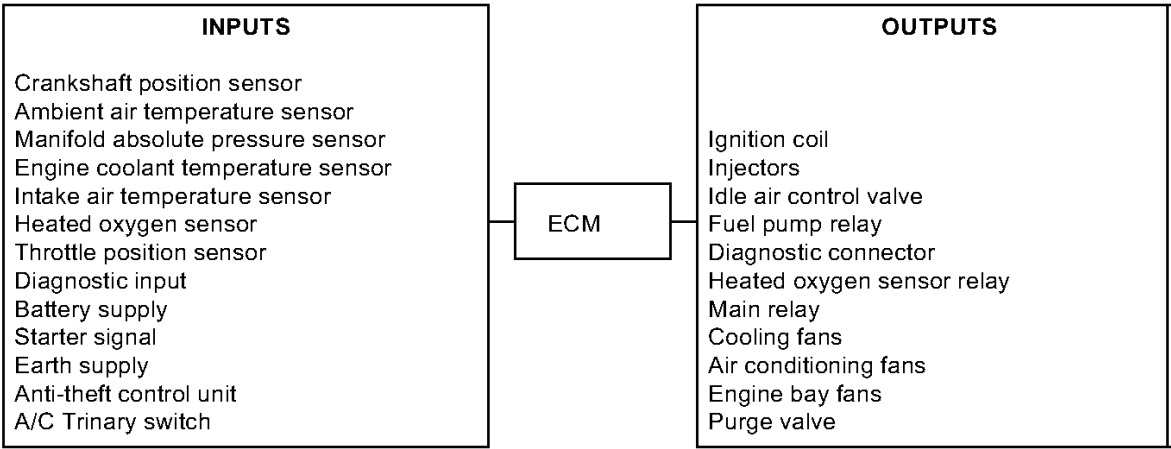 INPUTS
Crankshaft position sensor
Ambient air temperature sensor
Manifold absolute pressure sensor
Engine coolant temperature sensor
Intake air temperature sensor
Heated oxygen sensor
Throttle position sensor
Diagnostic input
Battery supply
Starter signal
Earth supply
Anti-theft control unit
A/C Trinary switch
ECM
OUTPUTS
Ignition coil
Injectors
Idle air control valve
Fuel pump relay
Diagnostic connector
Heated oxygen sensor relay
Main relay
Cooling fans
Air conditioning fans
Engine bay fans
Purge valve